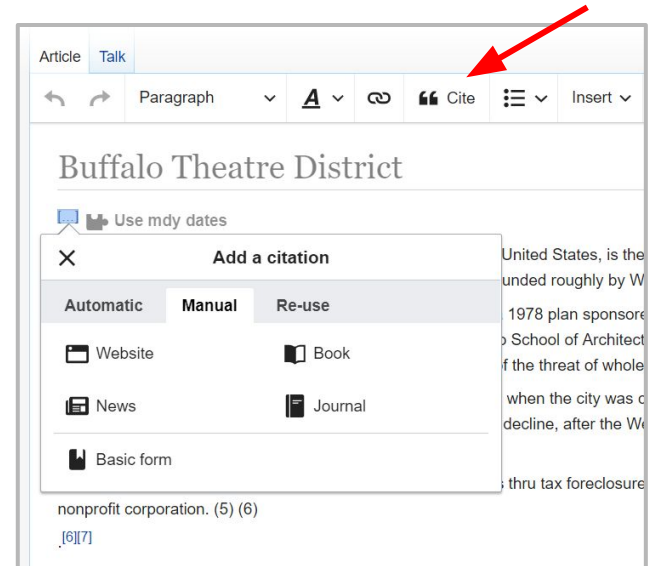 Article Talk
Paragraph A Cite Insert
Buffalo Theatre District
[...] Use mdy dates
Add a citation
United States, is the
unded roughly by W
Automatic Manual Re-use
1978 plan sponsore
Website Book
School of Architect
f the threat of whole
News Journal
when the city was
decline, after the We
Basic form
thru tax foreclosure
nonprofit corporation. (5) (6)
.[6][7]